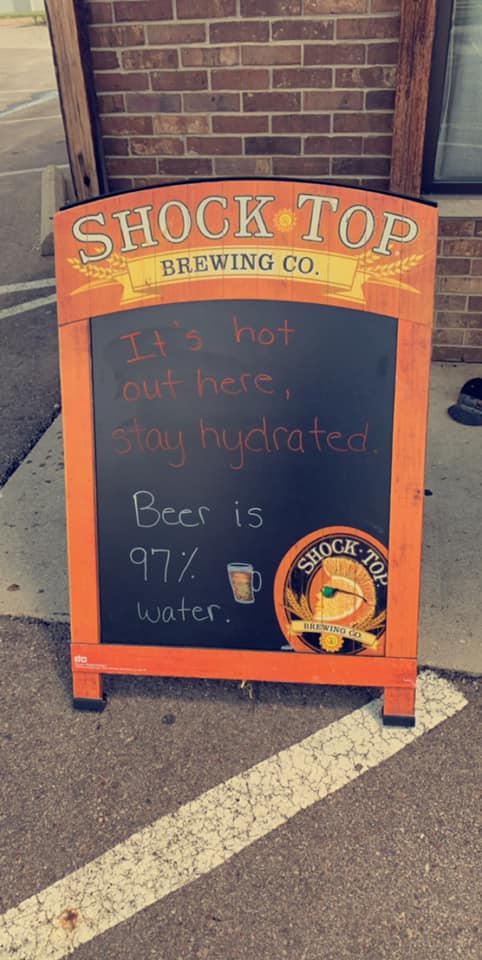 SHOCK TOP
BREWING CO.
It's hot
out here,
stay hydrated.
Beer is
97%
water.
SHOCK·TOP
BREWING CO.